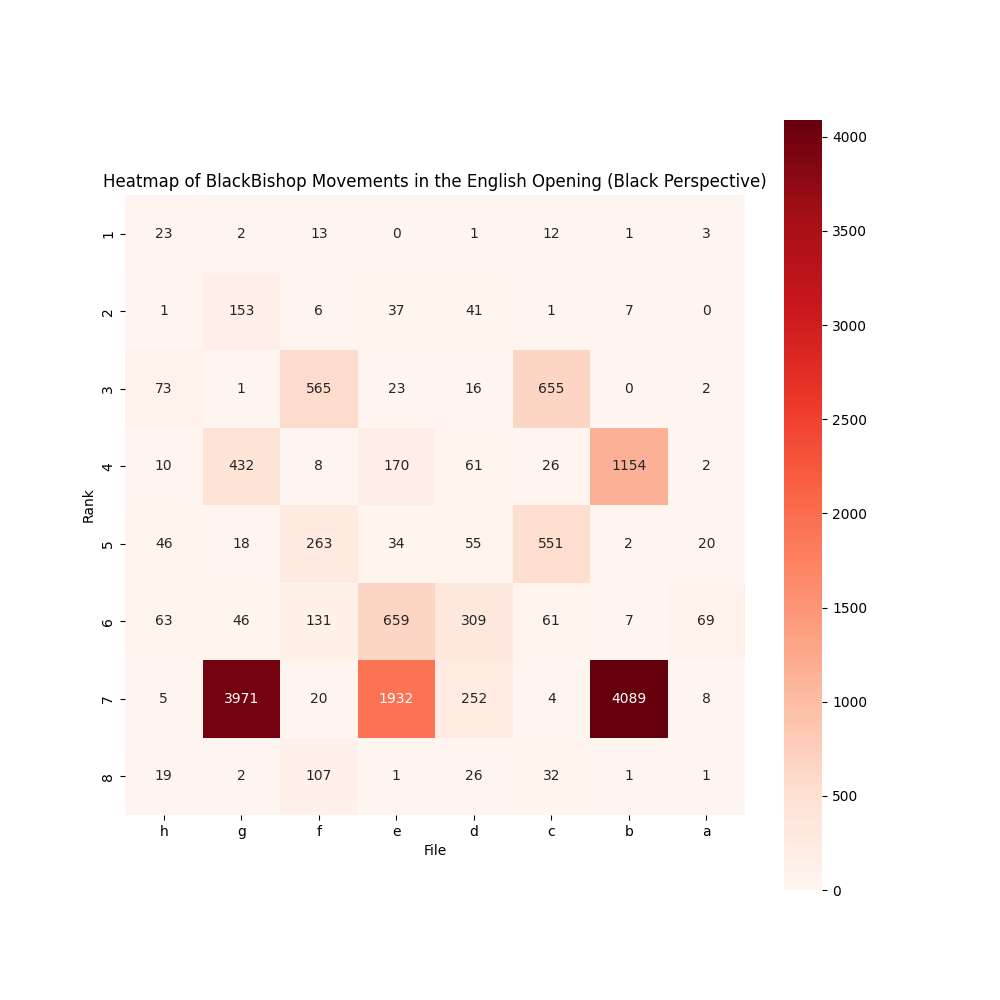 Heatmap of BlackBishop Movements in the English Opening (Black Perspective)
1 23 2 13 0 1 12 1 3
2 1 153 6 37 41 1 7 0
3 73 1 565 23 16 655 0 2
4 10 432 8 170 61 26 1154 2
Rank
5 46 18 263 34 55 551 2 20
6 63 46 131 659 309 61 7 69
7 5 3971 20 1932 252 4 4089 8
8 19 2 107 1 26 32 1 1
h g f e d c b a
File
4000
3500
3000
2500
2000
1500
1000
500
0